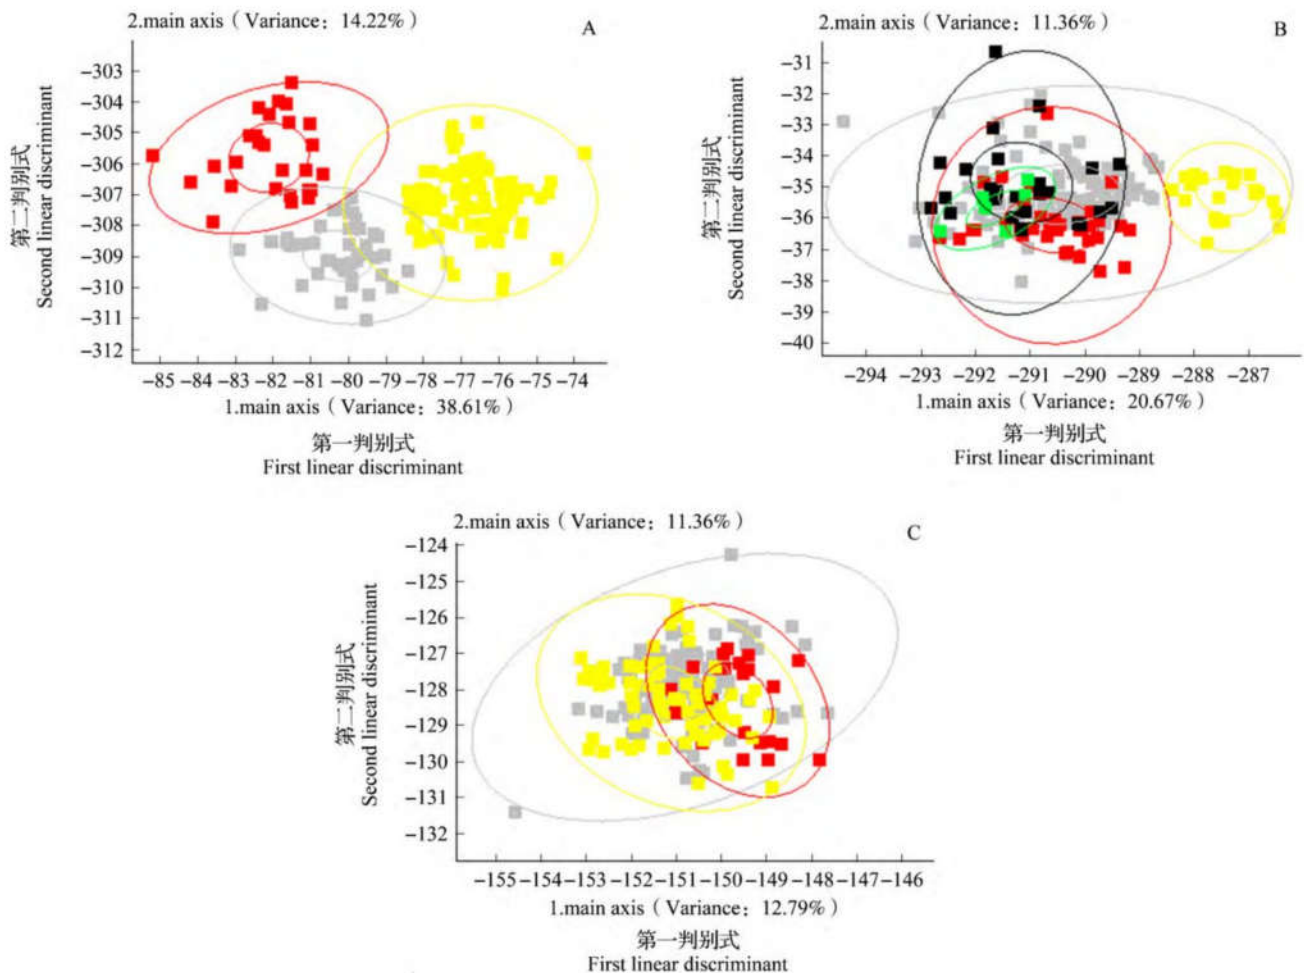 2.main axis（Variance：14.22%）
A
−303
−304
−305
−306
−307
−308
−309
−310
−311
−312
第二判别式
Second linear discriminant
−85 −84 −83 −82 −81 −80 −79 −78 −77 −76 −75 −74
1.main axis（Variance：38.61%）
第一判别式
First linear discriminant
2.main axis（Variance：11.36%）
B
−31
−32
−33
−34
−35
−36
−37
−38
−39
−40
第二判别式
Second linear discriminant
−294 −293 −292 −291 −290 −289 −288 −287
1.main axis（Variance：20.67%）
第一判别式
First linear discriminant
2.main axis（Variance：11.36%）
C
−124
−125
−126
−127
−128
−129
−130
−131
−132
第二判别式
Second linear discriminant
−155 −154 −153 −152 −151 −150 −149 −148 −147 −146
1.main axis（Variance：12.79%）
第一判别式
First linear discriminant